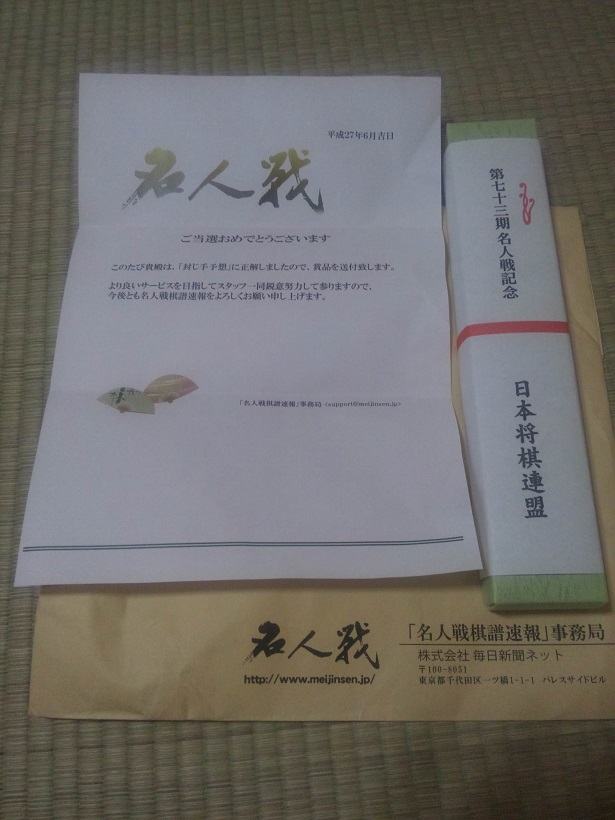 平成27年6月吉日
名人戦
ご当選おめでとうございます
このたび貴殿は、「封じ手予想」に正解しましたので、賞品を送付致します。
より良いサービスを目指してスタッフ一同鋭意努力して参りますので、
今後とも名人戦棋譜速報をよろしくお願い申し上げます。
「名人戦棋譜速報」事務局 <support@meijinsen.jp>
第七十三期 名人戦記念
日本将棋連盟
名人戦
http://www.meijinsen.jp/
「名人戦棋譜速報」事務局
株式会社 毎日新聞ネット
〒100-8051
東京都千代田区一ツ橋1-1-1 パレスサイドビル